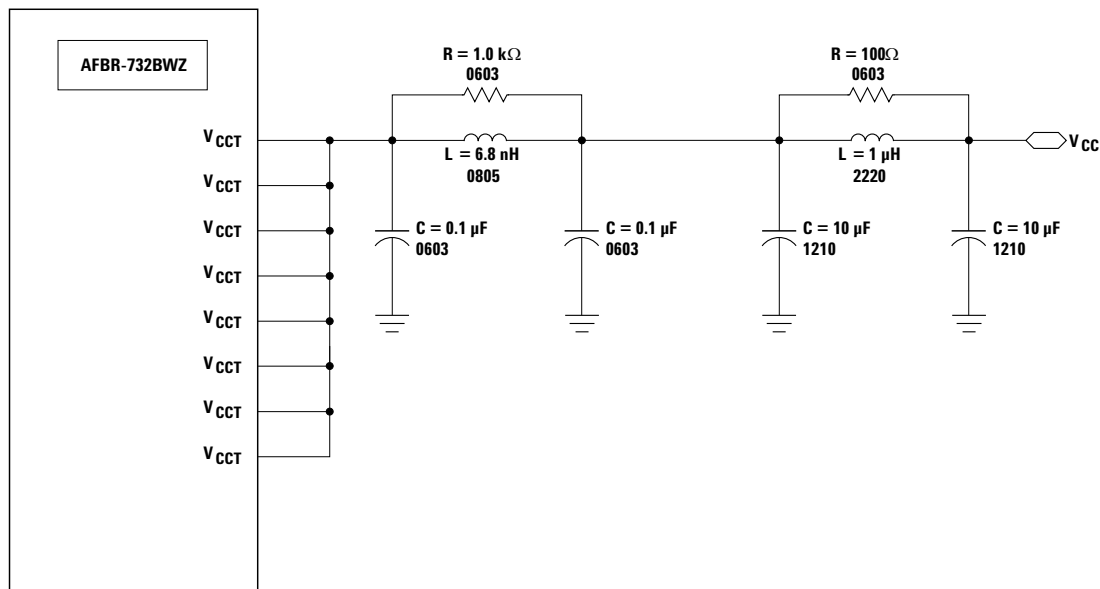 AFBR-732BWZ
R = 1.0 kΩ
0603
R = 100Ω
0603
VCCT
L = 6.8 nH
0805
L = 1 µH
2220
VCC
VCCT
VCCT
C = 0.1 µF
0603
C = 0.1 µF
0603
C = 10 µF
1210
C = 10 µF
1210
VCCT
VCCT
VCCT
VCCT
VCCT